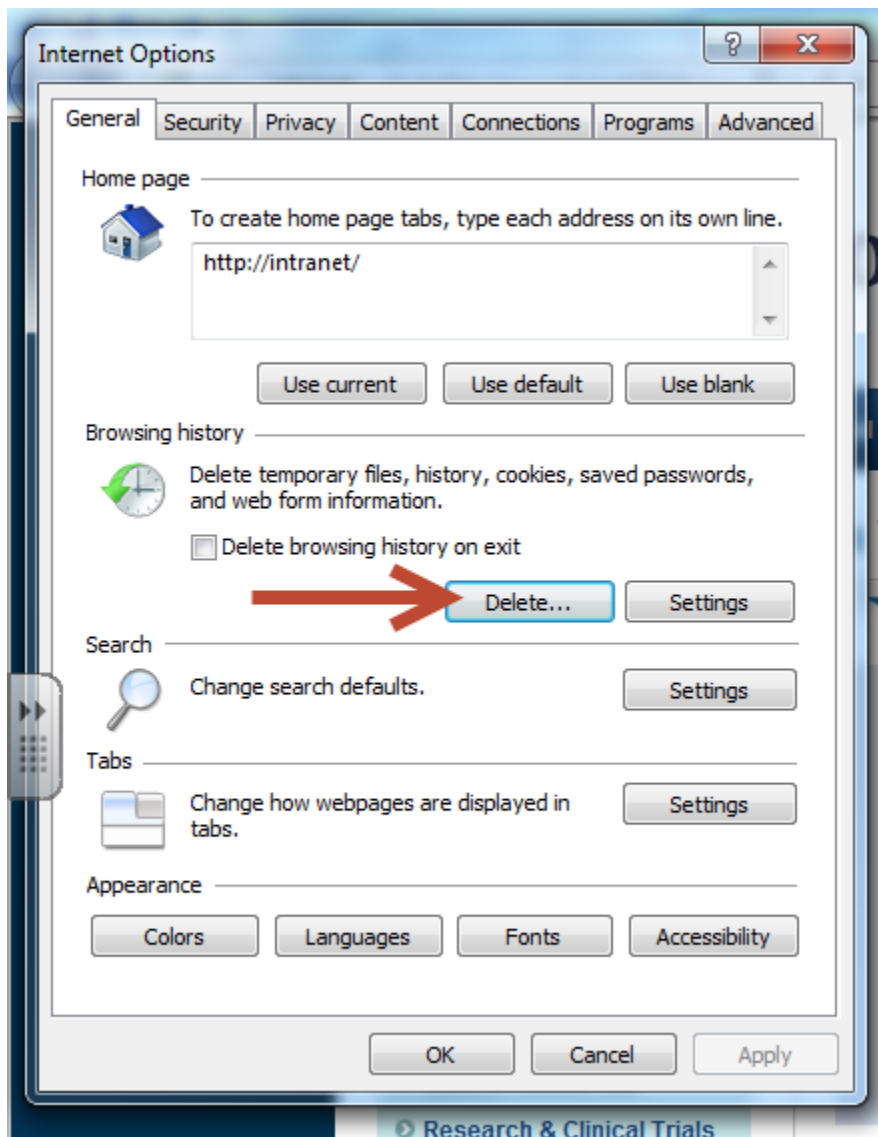 Internet Options
General Security Privacy Content Connections Programs Advanced
Home page
To create home page tabs, type each address on its own line.
http://intranet/
Use current Use default Use blank
Browsing history
Delete temporary files, history, cookies, saved passwords,
and web form information.
Delete browsing history on exit
Delete... Settings
Search
Change search defaults. Settings
Tabs
Change how webpages are displayed in
tabs.
Settings
Appearance
Colors Languages Fonts Accessibility
OK Cancel Apply
Research & Clinical Trials